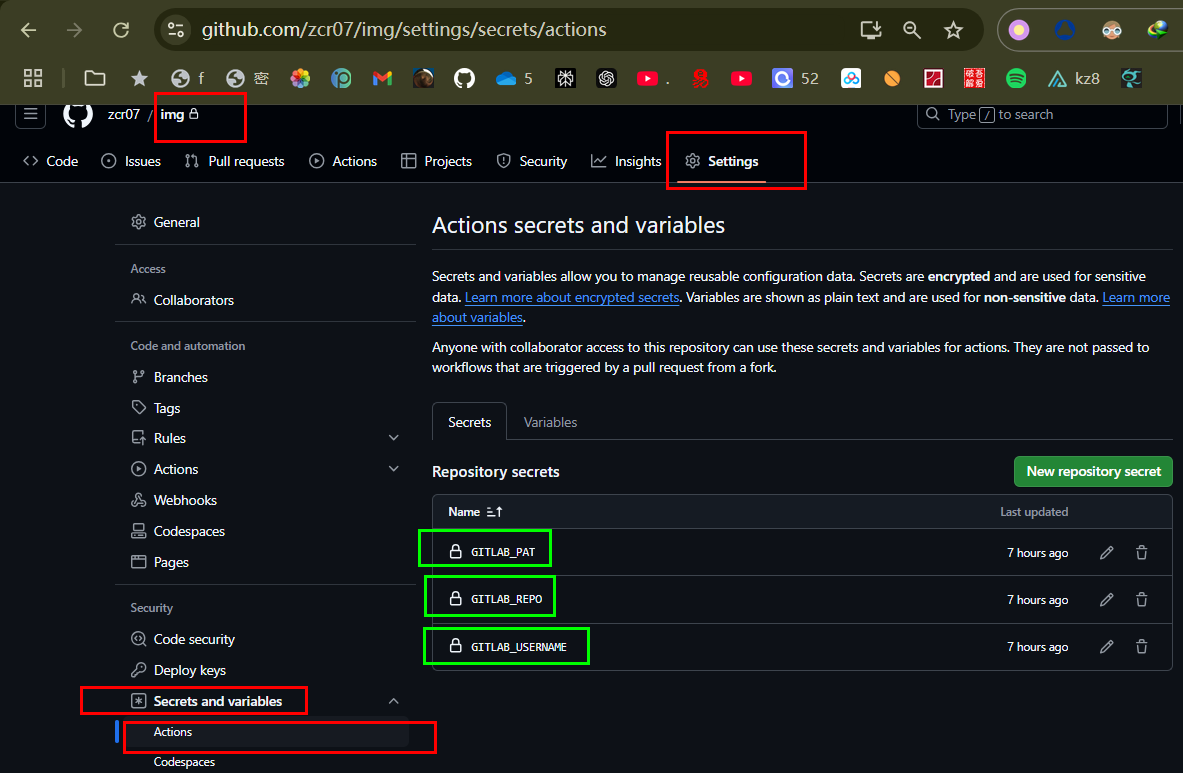 github.com/zcr07/img/settings/secrets/actions
f 密 5 . 52 破解 吾爱 kz8
zcr07 / img
Type / to search
Code Issues Pull requests Actions Projects Security Insights Settings
General
Access
Collaborators
Code and automation
Branches
Tags
Rules
Actions
Webhooks
Codespaces
Pages
Security
Code security
Deploy keys
Secrets and variables
Actions
Codespaces
Actions secrets and variables
Secrets and variables allow you to manage reusable configuration data. Secrets are encrypted and are used for sensitive
data. Learn more about encrypted secrets. Variables are shown as plain text and are used for non-sensitive data. Learn more
about variables.
Anyone with collaborator access to this repository can use these secrets and variables for actions. They are not passed to
workflows that are triggered by a pull request from a fork.
Secrets Variables
Repository secrets New repository secret
Name Last updated
GITLAB_PAT 7 hours ago
GITLAB_REPO 7 hours ago
GITLAB_USERNAME 7 hours ago